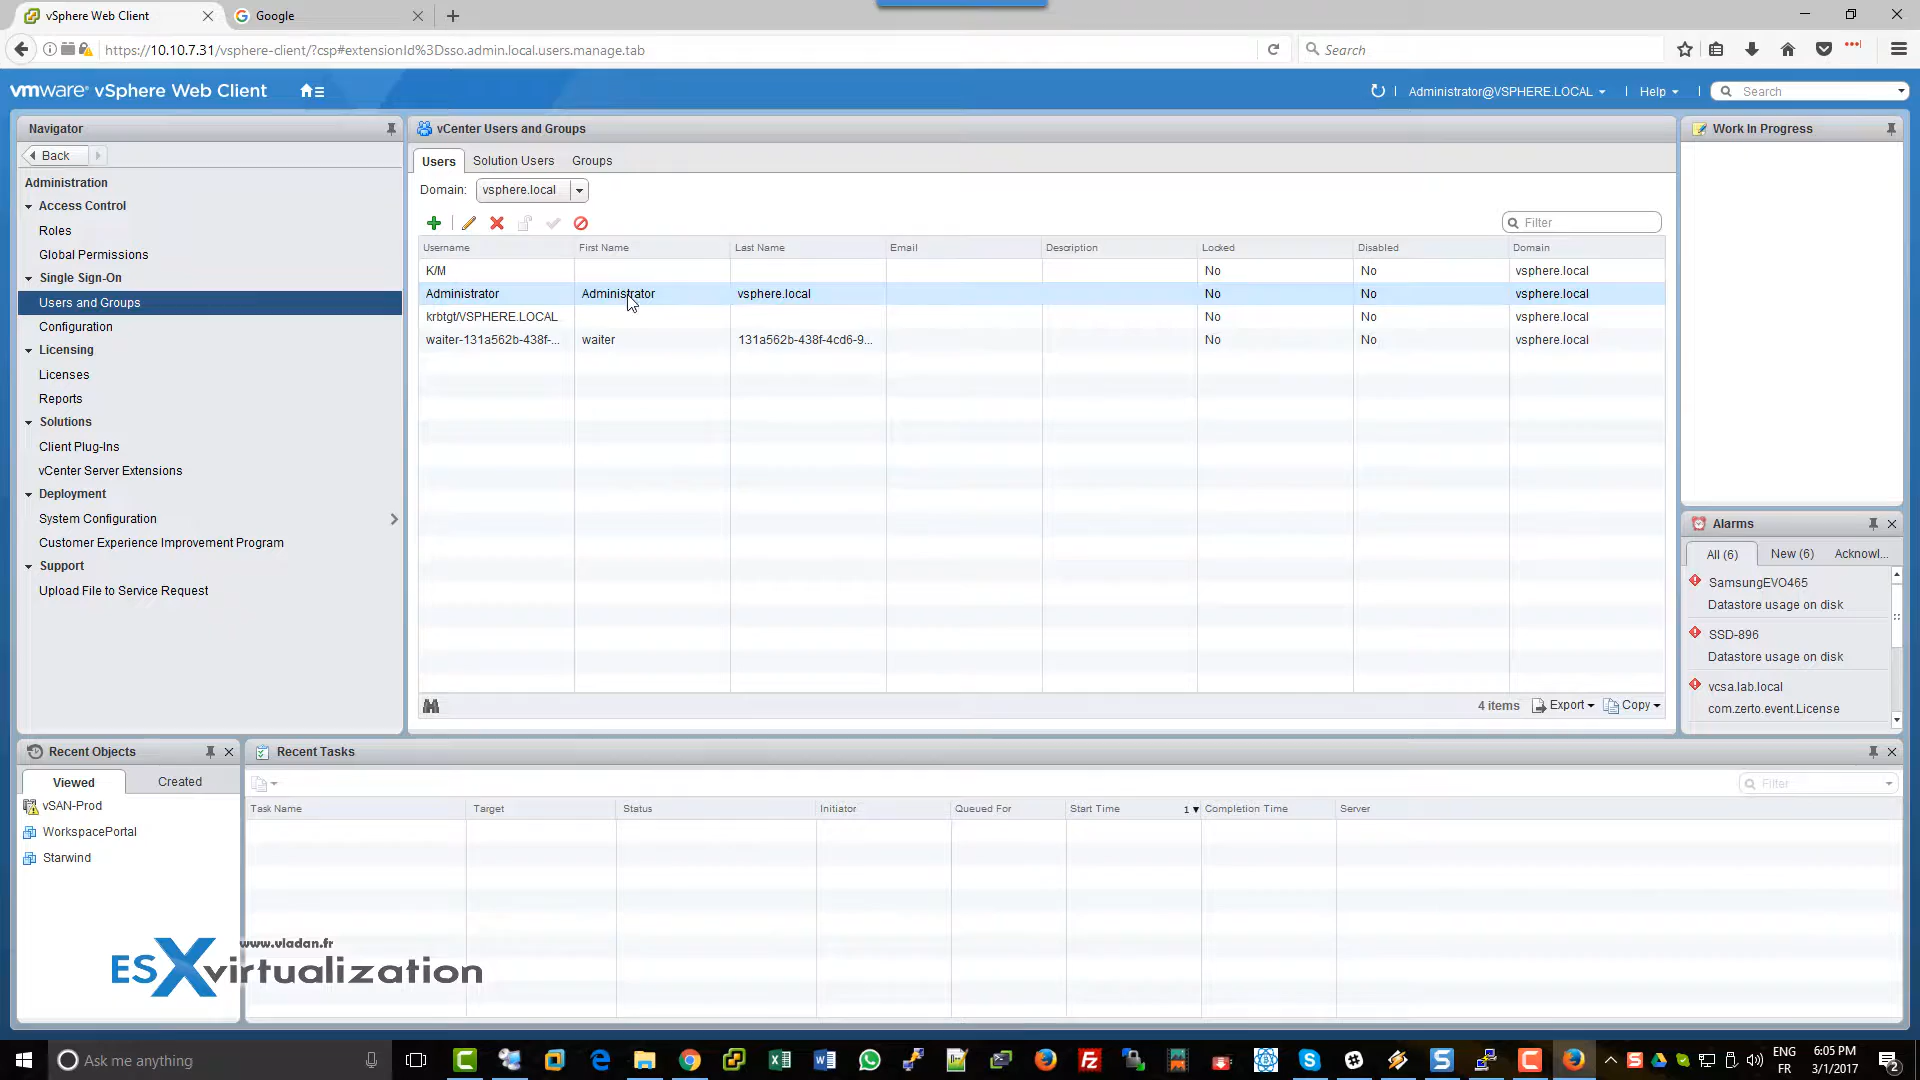 vSphere Web Client
Google
https://10.10.7.31/vsphere-client/?csp#extensionId%3Dsso.admin.local.users.manage.tab
Search
vmware® vSphere Web Client
Administrator@VSPHERE.LOCAL
Help
Search
Navigator
Back
Administration
Access Control
Roles
Global Permissions
Single Sign-On
Users and Groups
Configuration
Licensing
Licenses
Reports
Solutions
Client Plug-Ins
vCenter Server Extensions
Deployment
System Configuration
Customer Experience Improvement Program
Support
Upload File to Service Request
vCenter Users and Groups
Users Solution Users Groups
Domain: vsphere.local
Filter
Username First Name Last Name Email Description Locked Disabled Domain
K/M No No vsphere.local
Administrator Administrator vsphere.local No No vsphere.local
krbtgt/VSPHERE.LOCAL No No vsphere.local
waiter-131a562b-438f-... waiter 131a562b-438f-4cd6-9... No No vsphere.local
4 items Export Copy
Work In Progress
Alarms
All (6) New (6) Acknowl...
SamsungEVO465
Datastore usage on disk
SSD-896
Datastore usage on disk
vcsa.lab.local
com.zerto.event.License
Recent Objects
Viewed Created
vSAN-Prod
WorkspacePortal
Starwind
Recent Tasks
Filter
Task Name Target Status Initiator Queued For Start Time 1 Completion Time Server
www.vladan.fr
ESXvirtualization
Ask me anything
ENG
FR
6:05 PM
3/1/2017
2